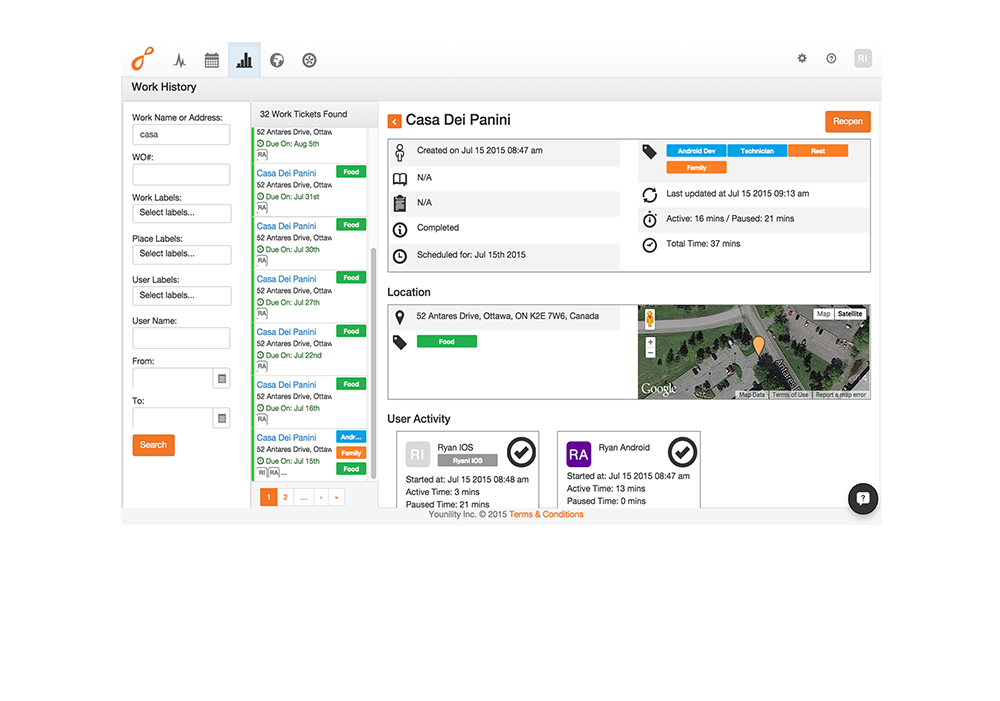 RI
Work History
Work Name or Address:
casa
WO#:
Work Labels:
Select labels...
Place Labels:
Select labels...
User Labels:
Select labels...
User Name:
From:
To:
Search
32 Work Tickets Found
52 Antares Drive, Ottaw
Due On: Aug 5th
RA
Casa Dei Panini
Food
52 Antares Drive, Ottaw
Due On: Jul 31st
RA
Casa Dei Panini
Food
52 Antares Drive, Ottaw
Due On: Jul 30th
RA
Casa Dei Panini
Food
52 Antares Drive, Ottaw
Due On: Jul 27th
RA
Casa Dei Panini
Food
52 Antares Drive, Ottaw
Due On: Jul 22nd
RA
Casa Dei Panini
Food
52 Antares Drive, Ottaw
Due On: Jul 16th
RA
Casa Dei Panini
Andr...
52 Antares Drive, Ottaw
Family
Due On: Jul 15th
Food
RI RA ...
1 2 ... › »
Casa Dei Panini
Reopen
Created on Jul 15 2015 08:47 am
N/A
N/A
Completed
Scheduled for: Jul 15th 2015
Android Dev Technician Rest
Family
Last updated at Jul 15 2015 09:13 am
Active: 16 mins / Paused: 21 mins
Total Time: 37 mins
Location
52 Antares Drive, Ottawa, ON K2E 7W6, Canada
Food
Map Satellite
Antares
Google
Map Data Terms of Use Report a map error
User Activity
RI
Ryan IOS
Ryani IOS
Started at: Jul 15 2015 08:48 am
Active Time: 3 mins
Paused Time: 21 mins
RA
Ryan Android
Started at: Jul 15 2015 08:47 am
Active Time: 13 mins
Paused Time: 0 mins
Younility Inc. © 2015 Terms & Conditions